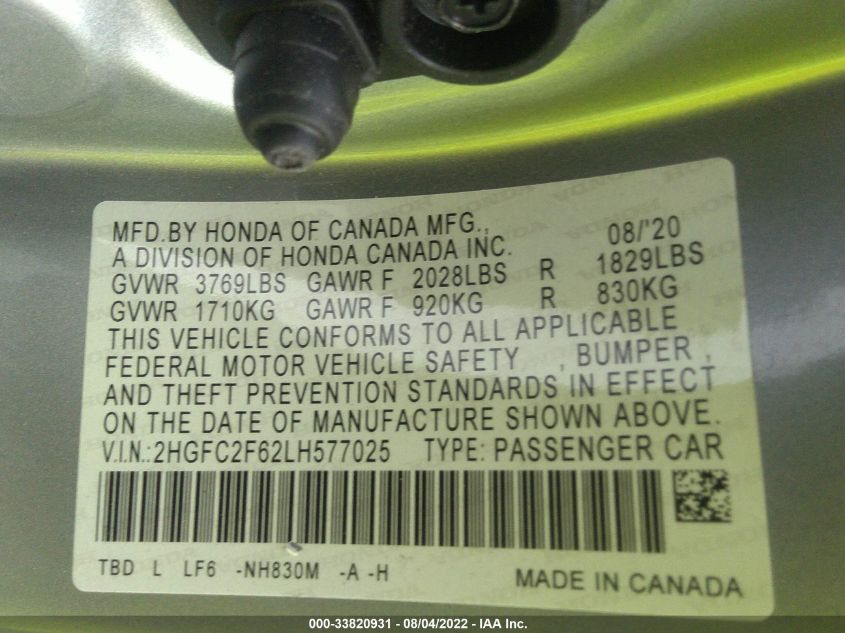 MFD.BY HONDA OF CANADA MFG., 08/'20
A DIVISION OF HONDA CANADA INC.
GVWR 3769LBS GAWR F 2028LBS R 1829LBS
GVWR 1710KG GAWR F 920KG R 830KG
THIS VEHICLE CONFORMS TO ALL APPLICABLE
FEDERAL MOTOR VEHICLE SAFETY , BUMPER ,
AND THEFT PREVENTION STANDARDS IN EFFECT
ON THE DATE OF MANUFACTURE SHOWN ABOVE.
V.I.N.:2HGFC2F62LH577025 TYPE: PASSENGER CAR
TBD L LF6 -NH830M -A -H MADE IN CANADA
000-33820931 - 08/04/2022 - IAA Inc.